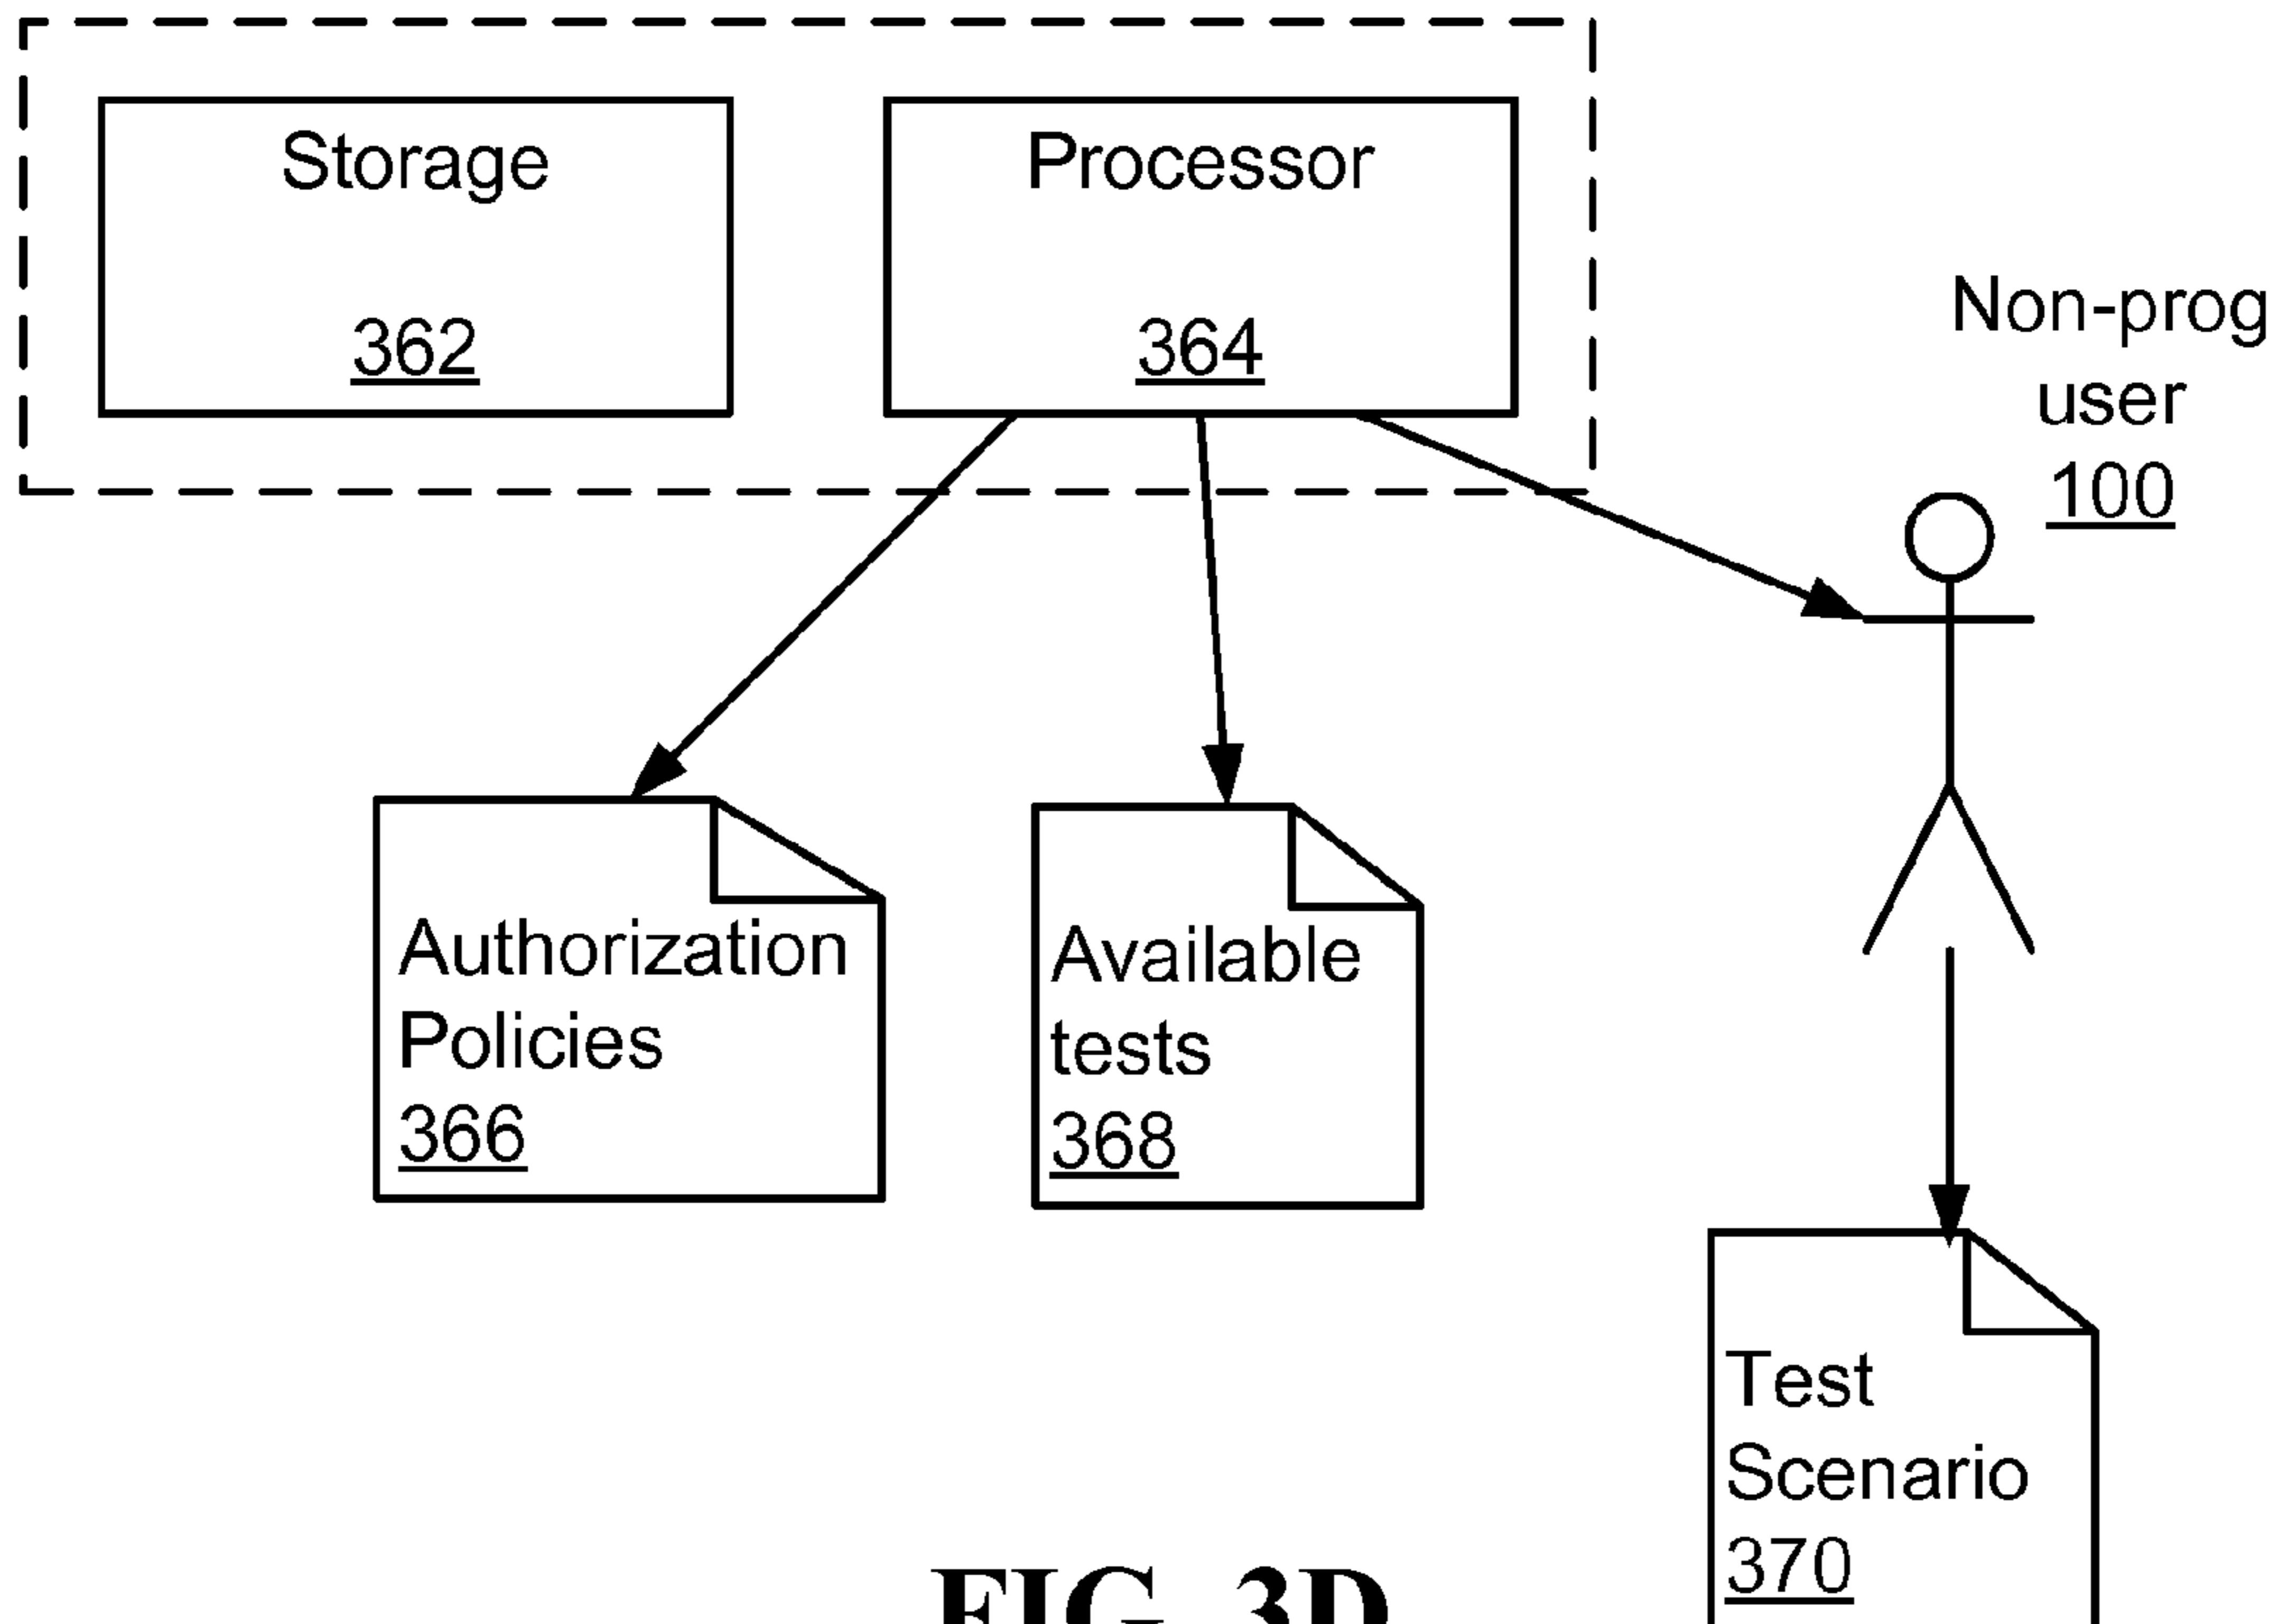 Storage
362
Processor
364
Non-prog
user
100
Authorization
Policies
366
Available
tests
368
Test
Scenario
370
FIG. 3D